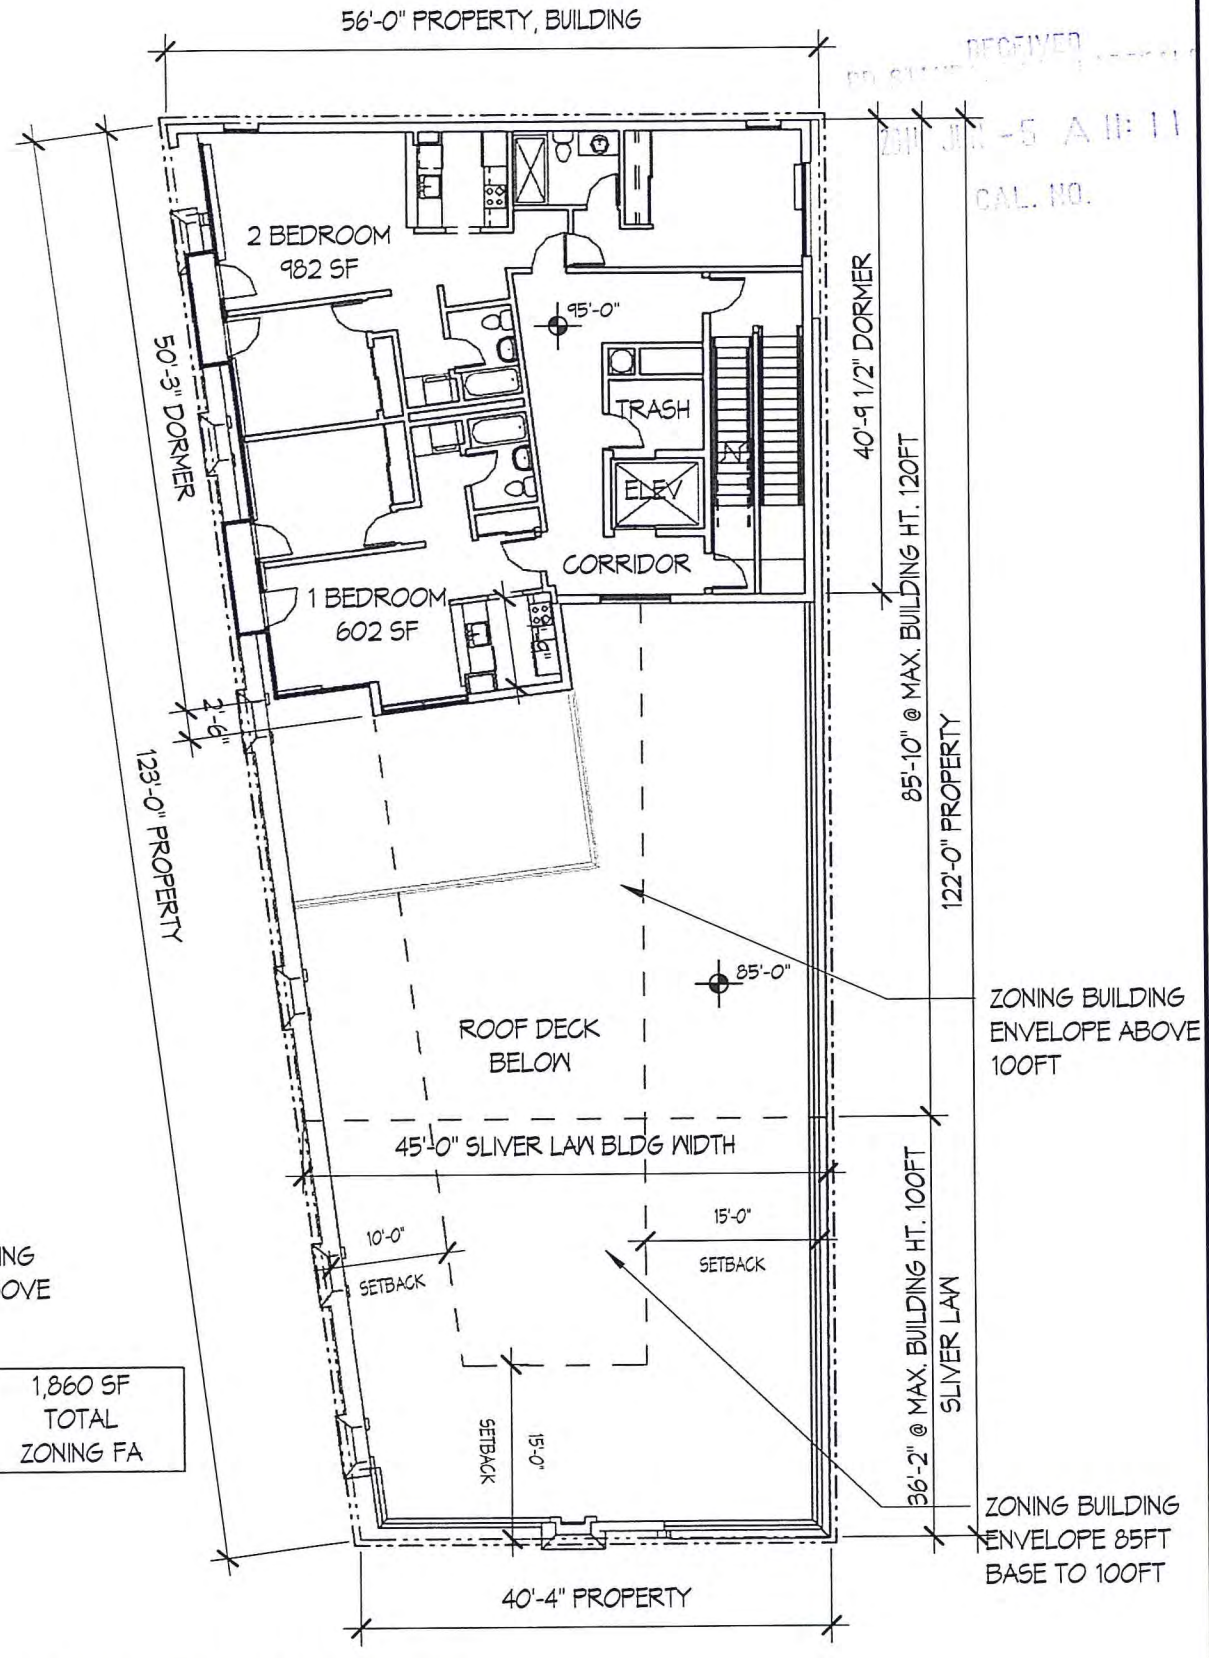 56'-0" PROPERTY, BUILDING
RECEIVED
-5 A 11: 11
CAL. NO.
2 BEDROOM
982 SF
95'-0"
40'-9 1/2" DORMER
50'-3" DORMER
TRASH
ELEV
CORRIDOR
1 BEDROOM
602 SF
2'-6"
85'-10" @ MAX. BUILDING HT. 120FT
122'-0" PROPERTY
123'-0" PROPERTY
85'-0"
ZONING BUILDING
ENVELOPE ABOVE
100FT
ROOF DECK
BELOW
45'-0" SLIVER LAW BLDG WIDTH
10'-0"
SETBACK
15'-0"
SETBACK
36'-2" @ MAX. BUILDING HT. 100FT
SLIVER LAW
ING
OVE
1,860 SF
TOTAL
ZONING FA
SETBACK
15'-0"
ZONING BUILDING
ENVELOPE 85FT
BASE TO 100FT
40'-4" PROPERTY